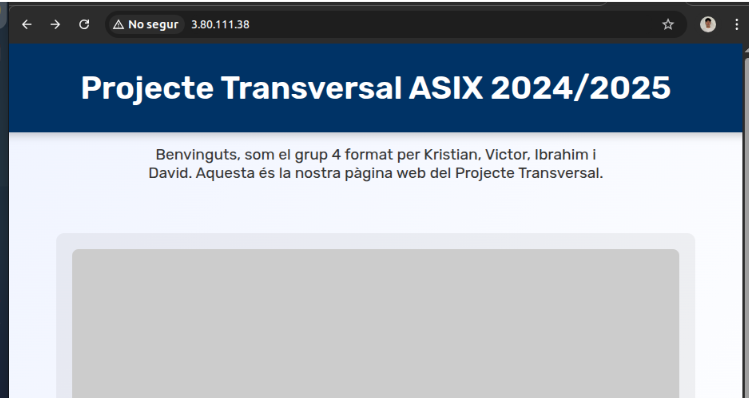 No segur 3.80.111.38
Projecte Transversal ASIX 2024/2025
Benvinguts, som el grup 4 format per Kristian, Victor, Ibrahim i
David. Aquesta és la nostra pàgina web del Projecte Transversal.